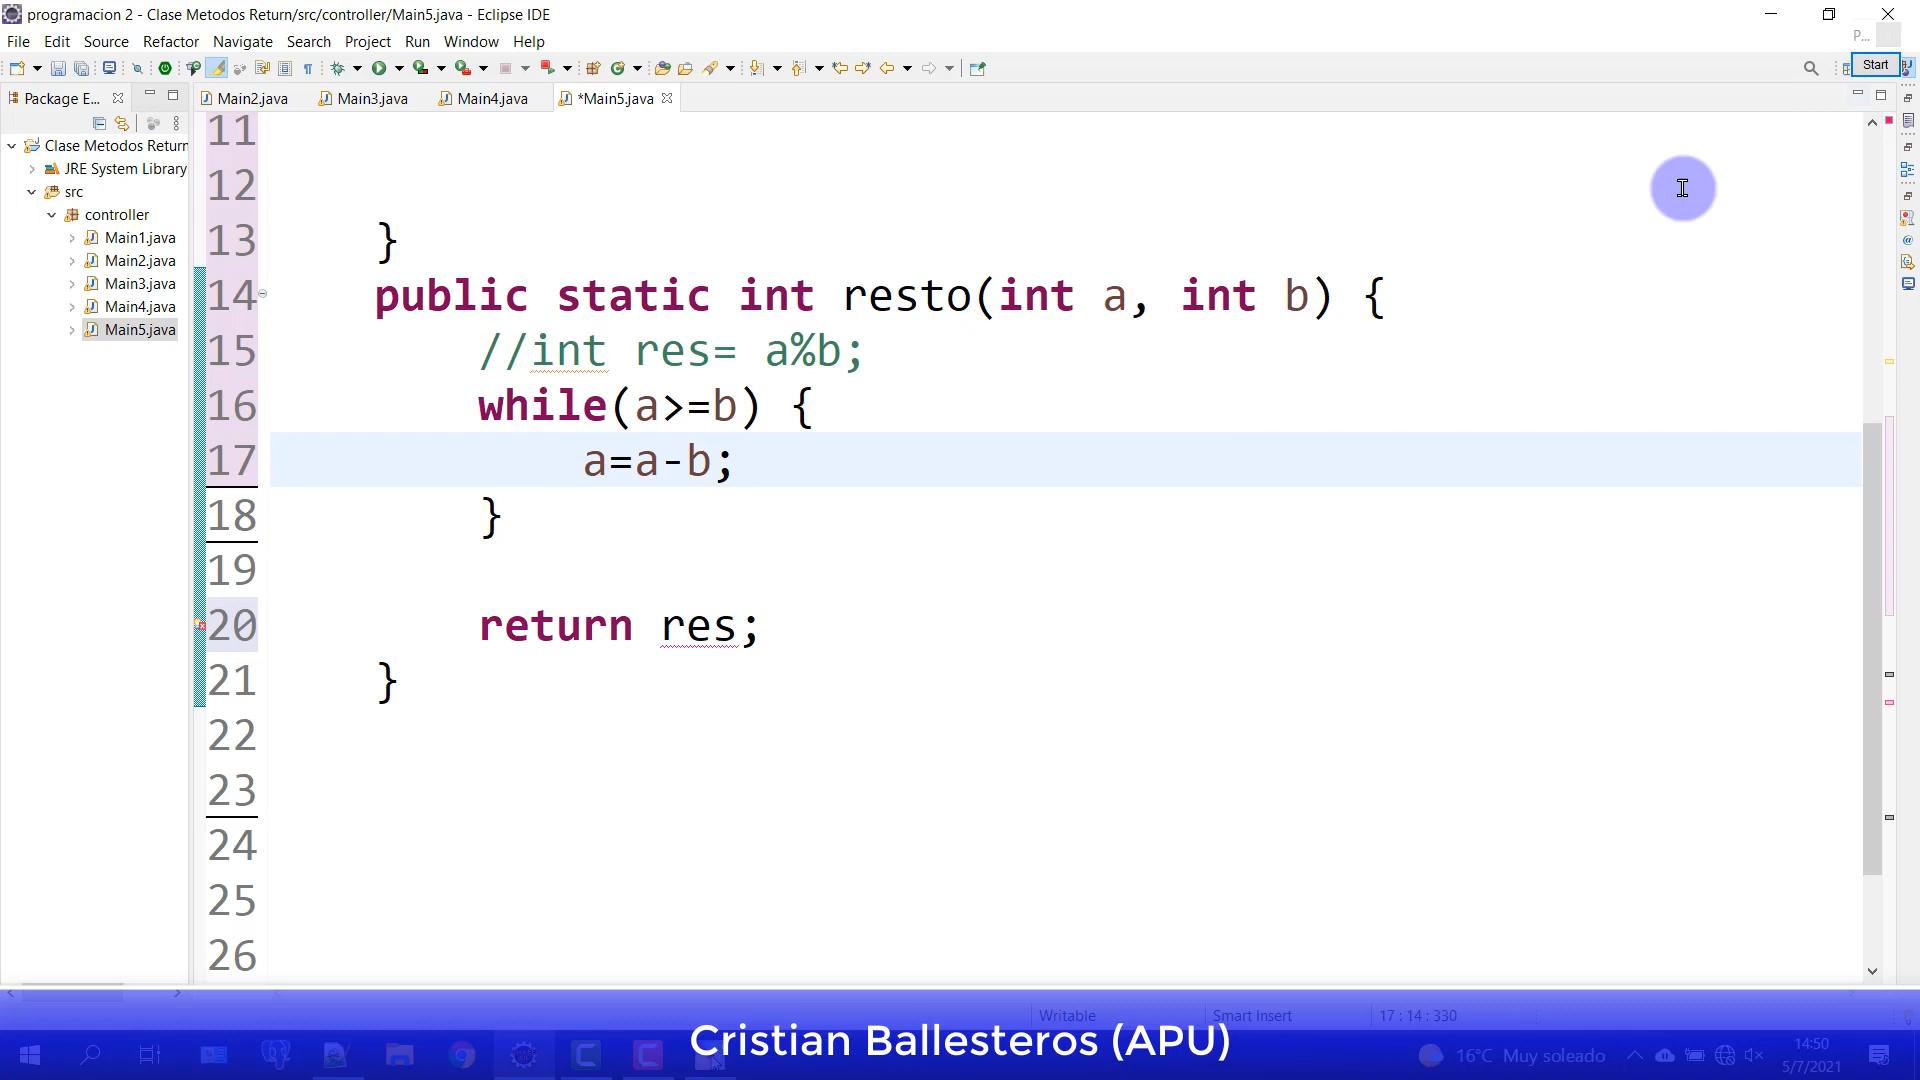 programacion 2 - Clase Metodos Return/src/controller/Main5.java - Eclipse IDE
File Edit Source Refactor Navigate Search Project Run Window Help
P...
Start
Package E...
Main2.java
Main3.java
Main4.java
*Main5.java
Clase Metodos Return
JRE System Library
src
controller
Main1.java
Main2.java
Main3.java
Main4.java
Main5.java
11
12
13 }
14 public static int resto(int a, int b) {
15 //int res= a%b;
16 while(a>=b) {
17 a=a-b;
18 }
19
20 return res;
21 }
22
23
24
25
26
Writable Smart Insert 17 : 14 : 330
Cristian Ballesteros (APU)
16°C Muy soleado
14:50
5/7/2021